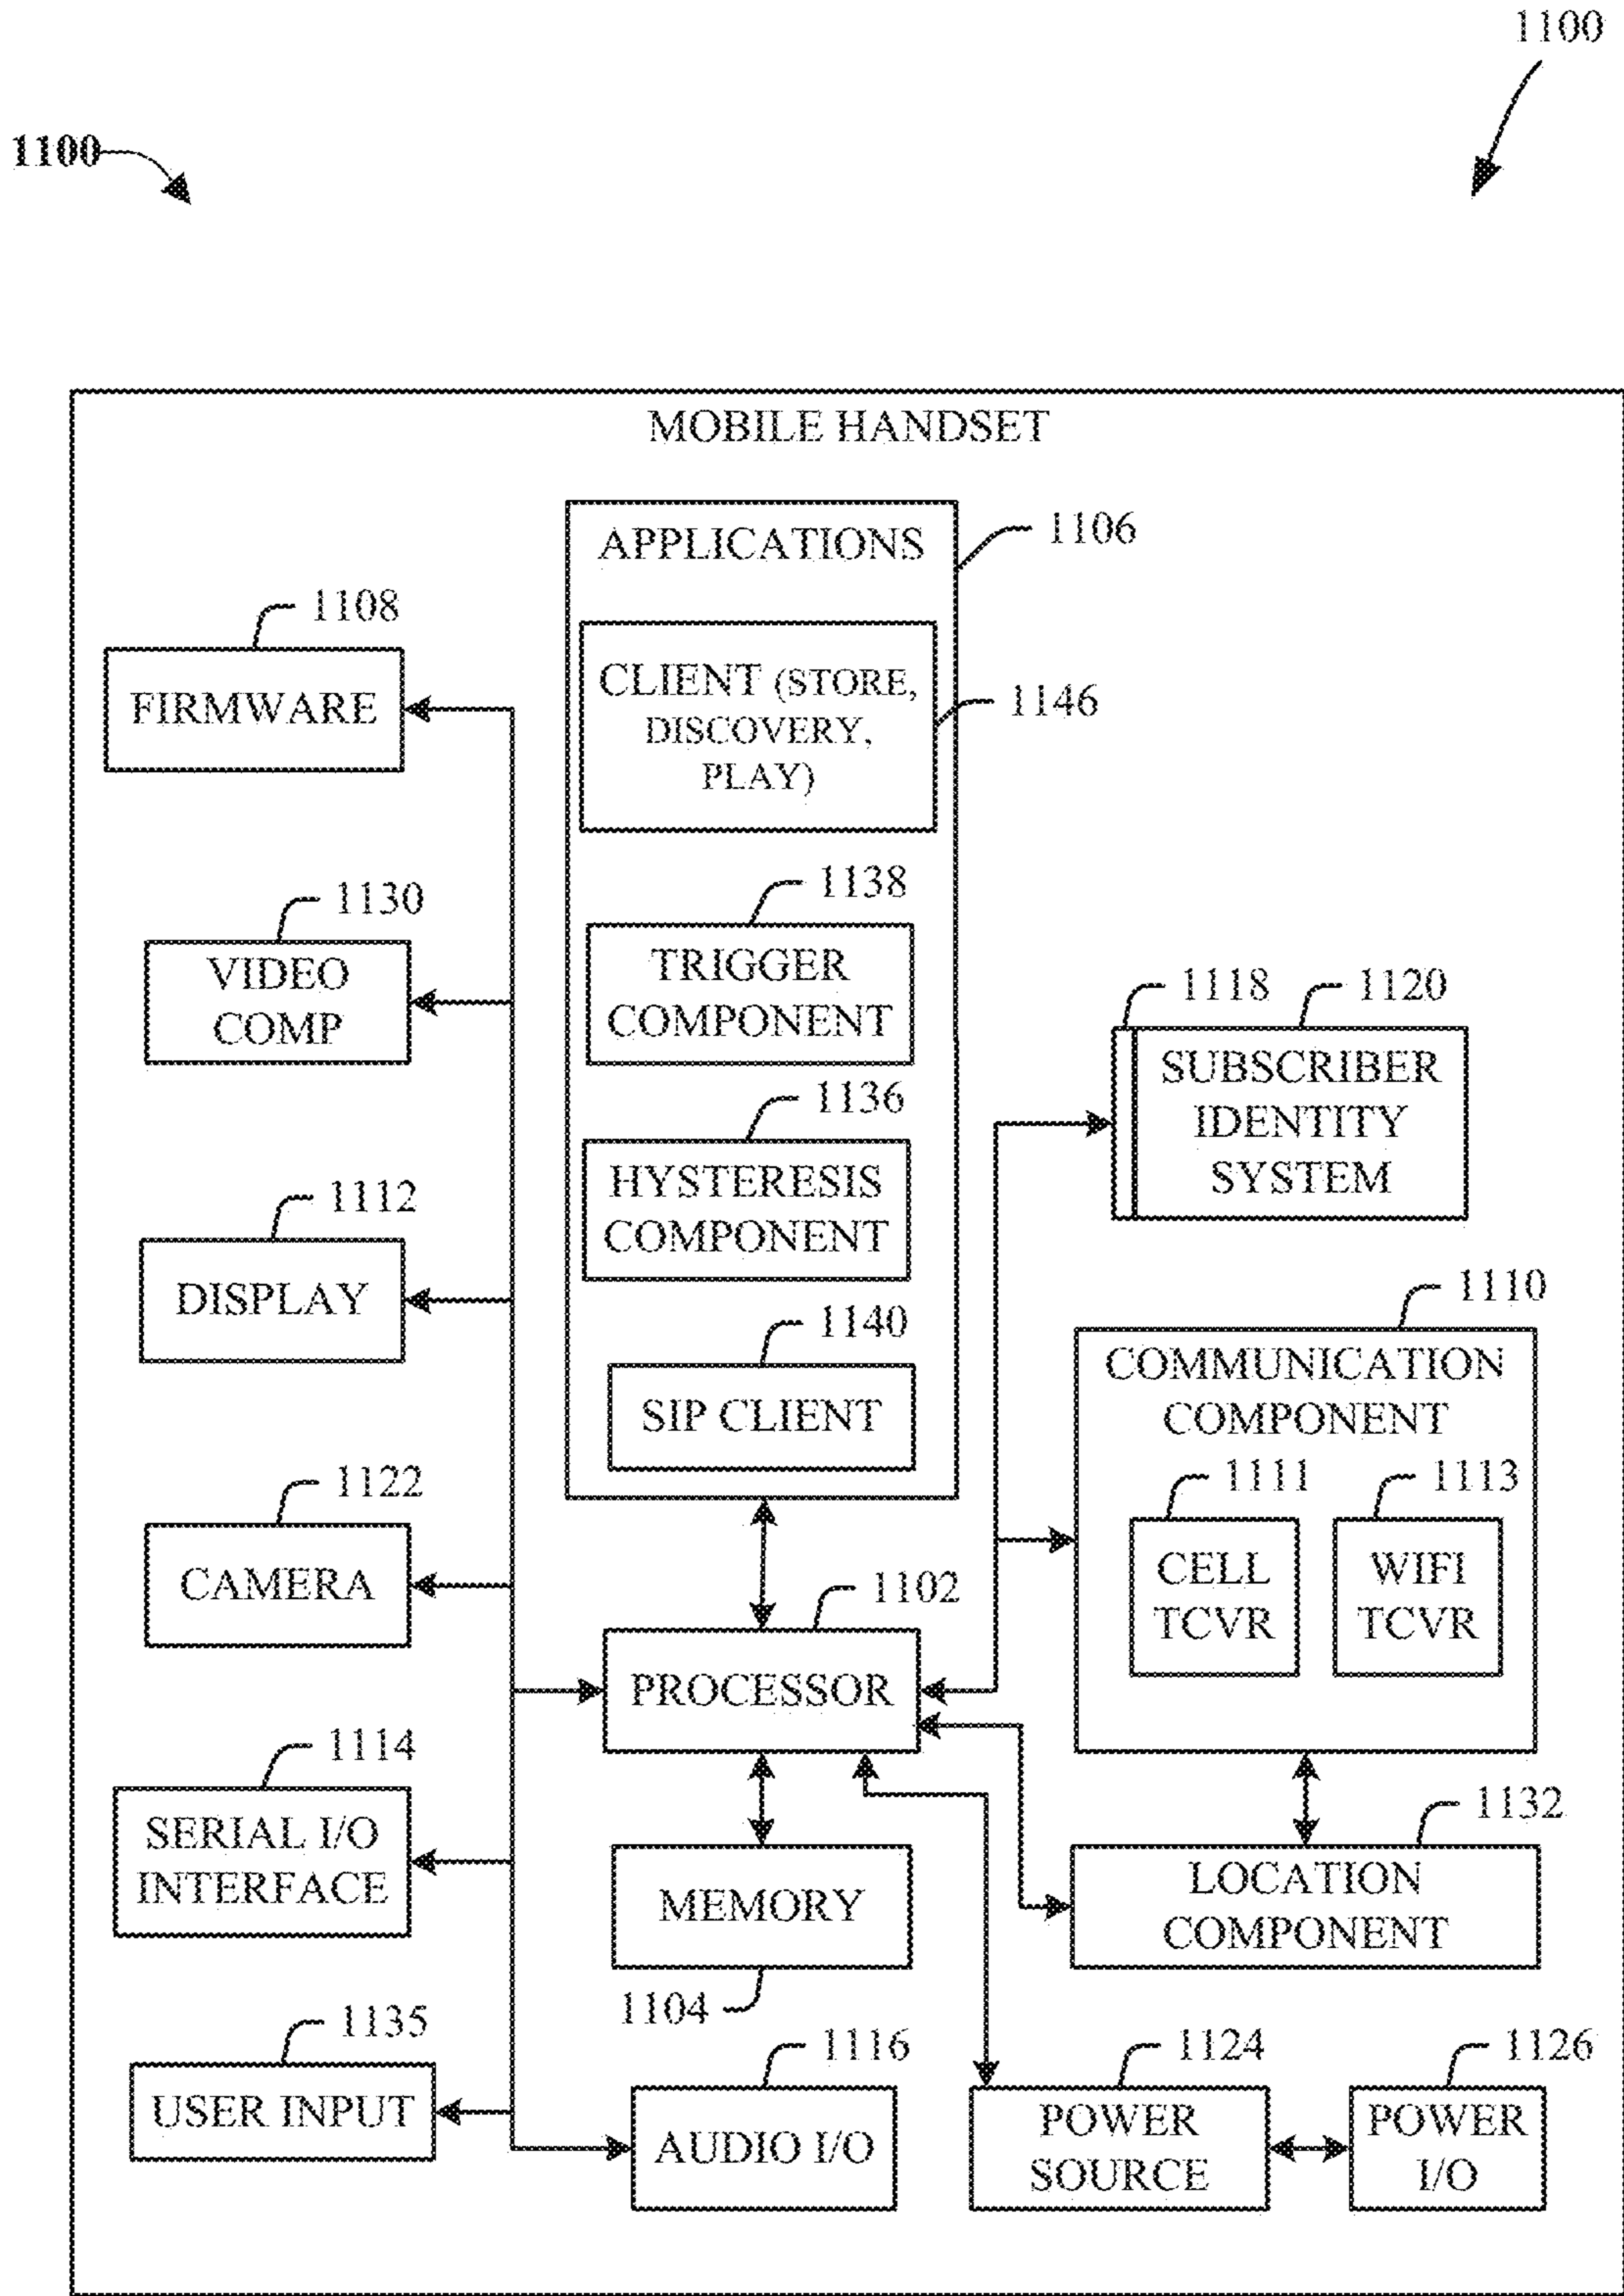 1100
1100
MOBILE HANDSET
APPLICATIONS
1106
CLIENT (STORE,
DISCOVERY,
PLAY)
1146
1108
FIRMWARE
1138
TRIGGER
COMPONENT
1130
VIDEO
COMP
1118
1120
SUBSCRIBER
IDENTITY
SYSTEM
1136
HYSTERESIS
COMPONENT
1112
DISPLAY
1140
SIP CLIENT
1110
COMMUNICATION
COMPONENT
1111
CELL
TCVR
1113
WIFI
TCVR
1122
CAMERA
1102
PROCESSOR
1114
SERIAL I/O
INTERFACE
MEMORY
1104
1132
LOCATION
COMPONENT
1135
USER INPUT
1116
AUDIO I/O
1124
POWER
SOURCE
1126
POWER
I/O